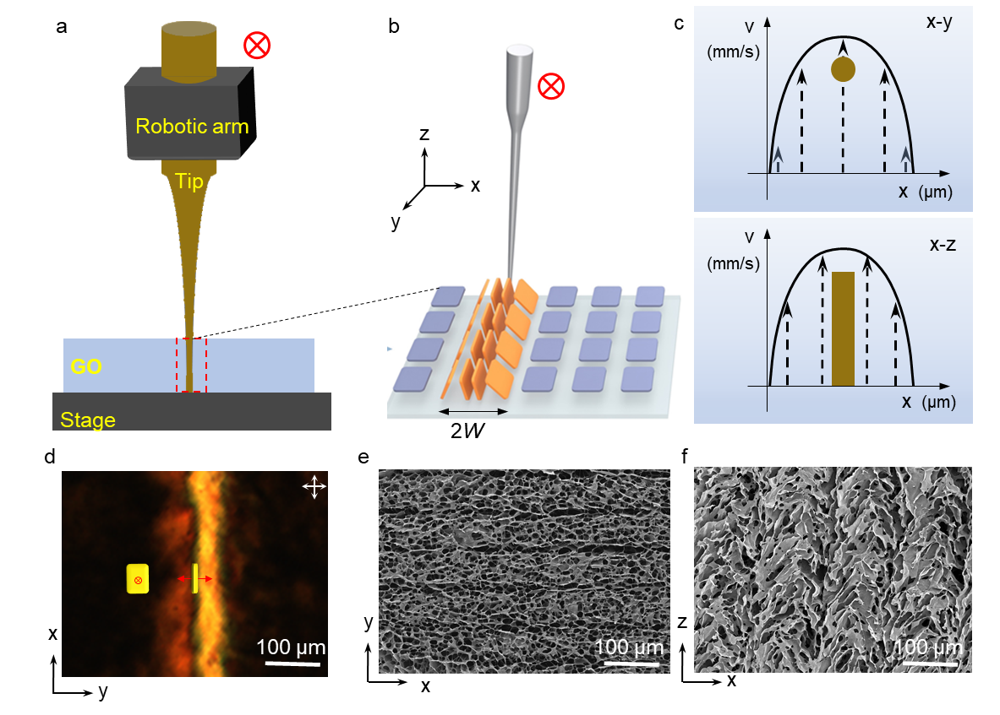 a
Robotic arm
Tip
GO
Stage
b
z
x
y
2W
c
v
(mm/s)
x-y
x (µm)
v
(mm/s)
x-z
x (µm)
d
100 µm
x
y
e
100 µm
y
x
f
100 µm
z
x